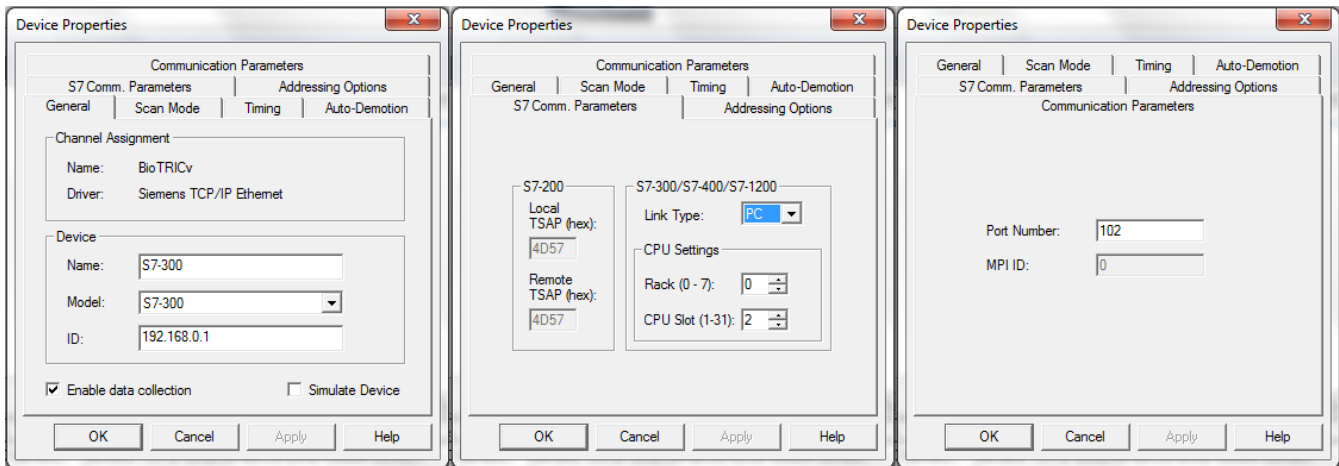 Device Properties
Communication Parameters
S7 Comm. Parameters Addressing Options
General Scan Mode Timing Auto-Demotion
Channel Assignment
Name: BioTRICv
Driver: Siemens TCP/IP Ethernet
Device
Name: S7-300
Model: S7-300
ID: 192.168.0.1
Enable data collection Simulate Device
OK Cancel Apply Help
Device Properties
Communication Parameters
General Scan Mode Timing Auto-Demotion
S7 Comm. Parameters Addressing Options
S7-200
Local
TSAP (hex):
4D57
Remote
TSAP (hex):
4D57
S7-300/S7-400/S7-1200
Link Type: PC
CPU Settings
Rack (0 - 7): 0
CPU Slot (1-31): 2
OK Cancel Apply Help
Device Properties
General Scan Mode Timing Auto-Demotion
S7 Comm. Parameters Addressing Options
Communication Parameters
Port Number: 102
MPI ID: 0
OK Cancel Apply Help